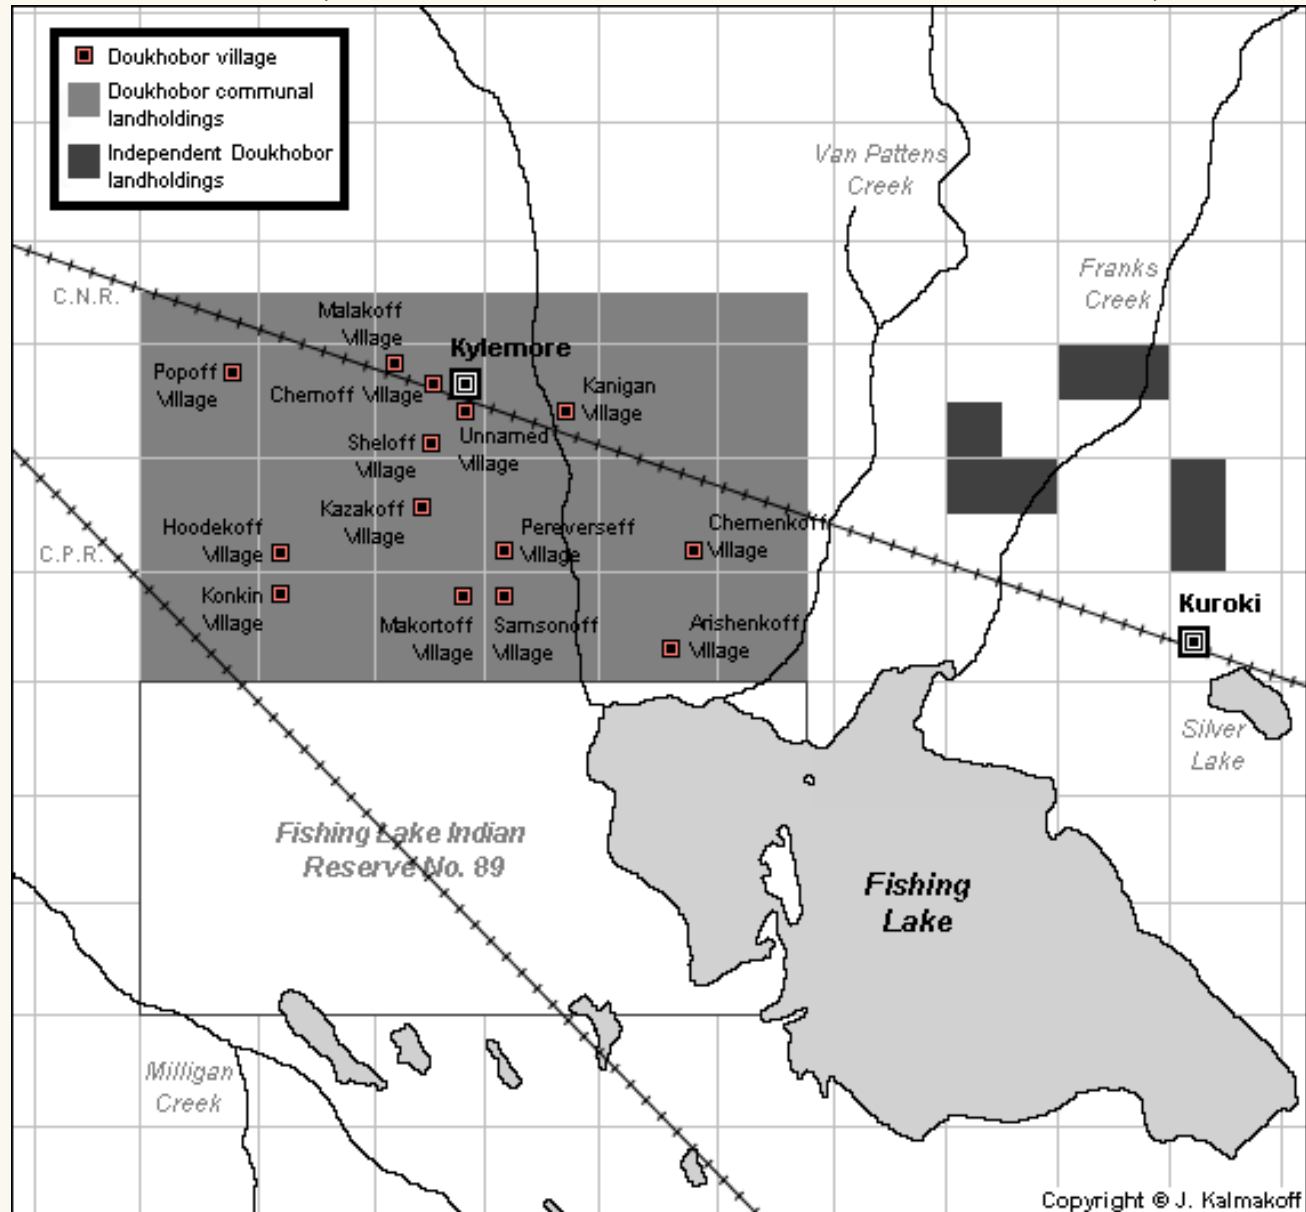 Doukhobor village
Doukhobor communal
landholdings
Independent Doukhobor
landholdings
Van Pattens
Creek
Franks
Creek
C.N.R.
Malakoff
Village
Kylemore
Popoff
Village
Chernoff Village
Kanigan
Village
Sheloff
Village
Unnamed
Village
Kazakoff
Village
Hoodekoff
Village
Pereverseff
Village
Chernenkoff
Village
C.P.R.
Konkin
Village
Makortoff
Village
Samsonoff
Village
Arishenkoff
Village
Kuroki
Silver
Lake
Fishing Lake Indian
Reserve No. 89
Fishing
Lake
Milligan
Creek
Copyright © J. Kalmakoff